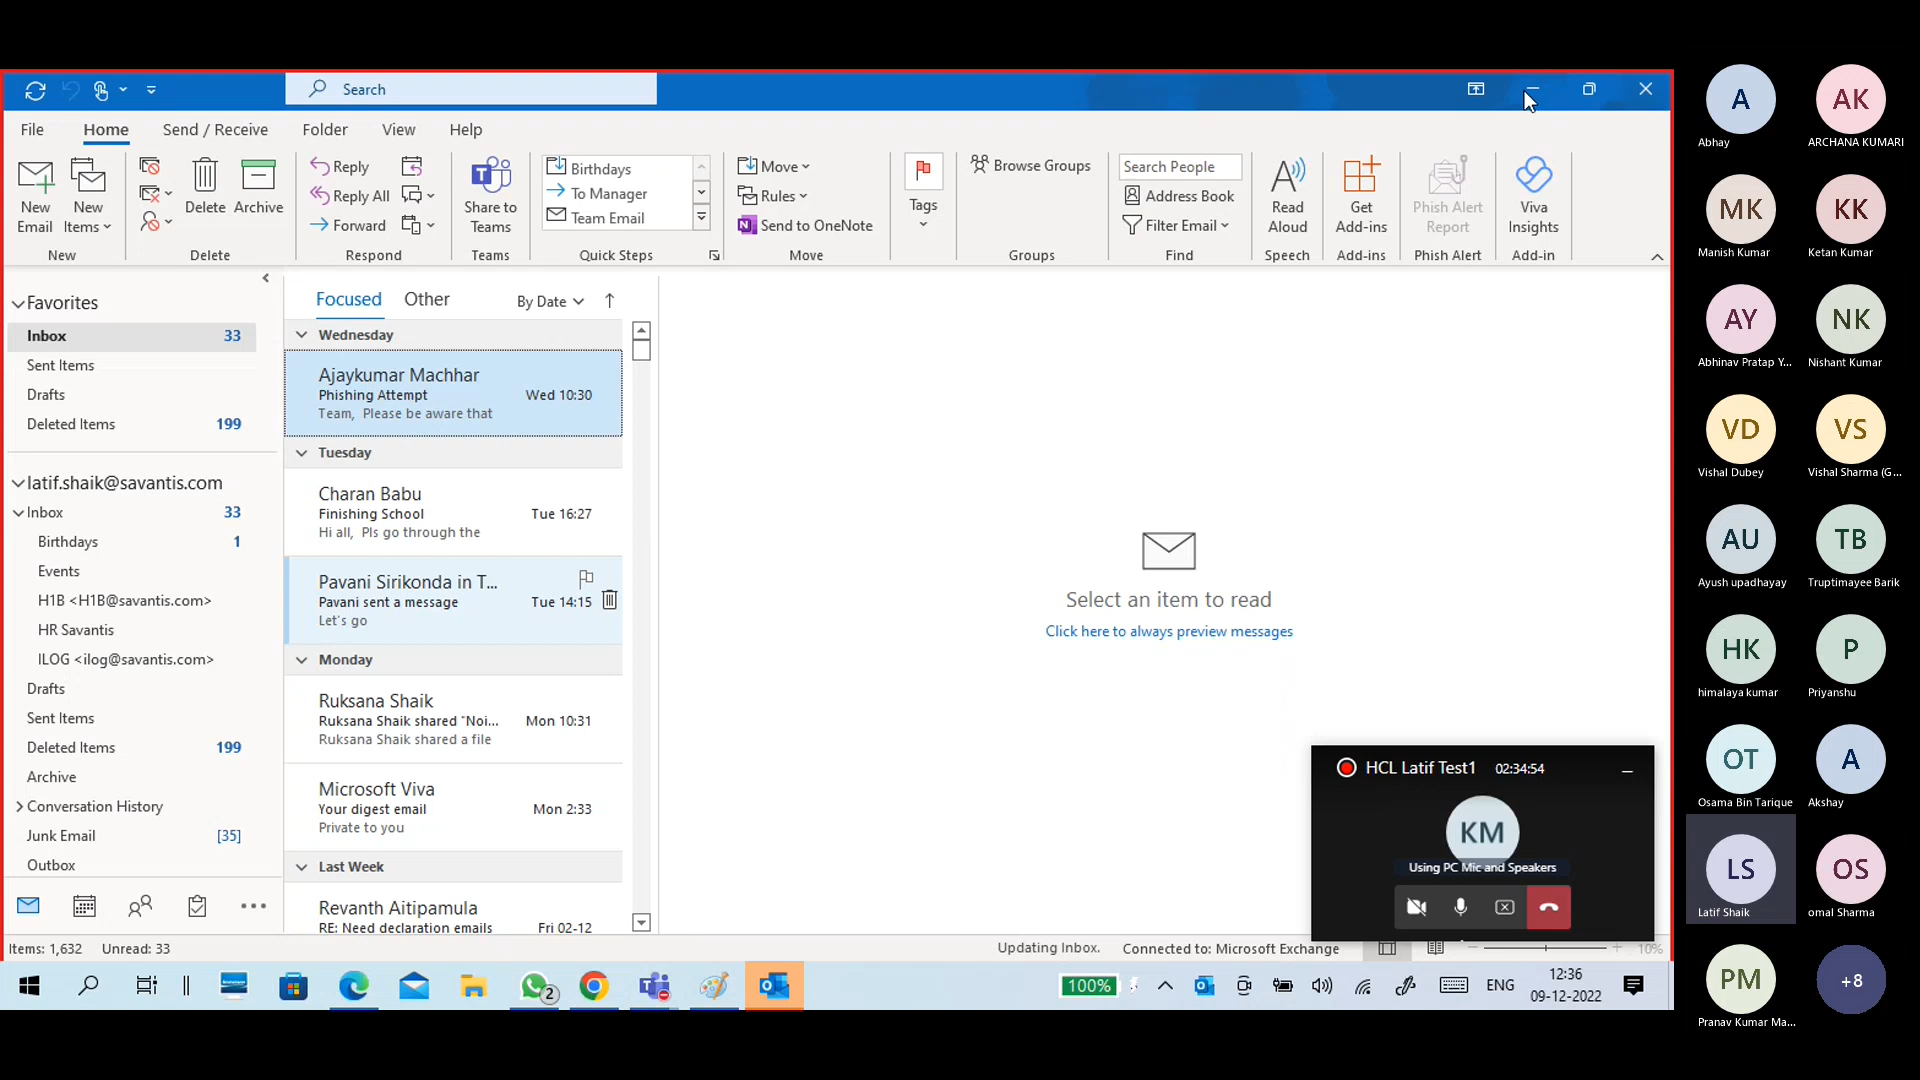 Search
File Home Send / Receive Folder View Help
New Email
New Items
Delete
Archive
Reply
Reply All
Forward
Share to Teams
Birthdays
To Manager
Team Email
Move
Rules
Send to OneNote
Tags
Browse Groups
Search People
Address Book
Filter Email
Read Aloud
Get Add-ins
Phish Alert Report
Viva Insights
New Delete Respond Teams Quick Steps Move Groups Find Speech Add-ins Phish Alert Add-in
Favorites
Inbox 33
Sent Items
Drafts
Deleted Items 199
latif.shaik@savantis.com
Inbox 33
Birthdays 1
Events
H1B <H1B@savantis.com>
HR Savantis
ILOG <ilog@savantis.com>
Drafts
Sent Items
Deleted Items 199
Archive
Conversation History
Junk Email [35]
Outbox
Focused Other By Date
Wednesday
Ajaykumar Machhar
Phishing Attempt Wed 10:30
Team, Please be aware that
Tuesday
Charan Babu
Finishing School Tue 16:27
Hi all, Pls go through the
Pavani Sirikonda in T...
Pavani sent a message Tue 14:15
Let's go
Monday
Ruksana Shaik
Ruksana Shaik shared "Noi... Mon 10:31
Ruksana Shaik shared a file
Microsoft Viva
Your digest email Mon 2:33
Private to you
Last Week
Revanth Aitipamula
RE: Need declaration emails Fri 02-12
Select an item to read
Click here to always preview messages
HCL Latif Test1 02:34:54
KM
Using PC Mic and Speakers
Items: 1,632 Unread: 33
Updating Inbox. Connected to: Microsoft Exchange 10%
2
100%
ENG
12:36
09-12-2022
A AK
Abhay ARCHANA KUMARI
MK KK
Manish Kumar Ketan Kumar
AY NK
Abhinav Pratap Y... Nishant Kumar
VD VS
Vishal Dubey Vishal Sharma (G...
AU TB
Ayush upadhayay Truptimayee Barik
HK P
himalaya kumar Priyanshu
OT A
Osama Bin Tarique Akshay
LS OS
Latif Shaik omal Sharma
PM +8
Pranav Kumar Ma...